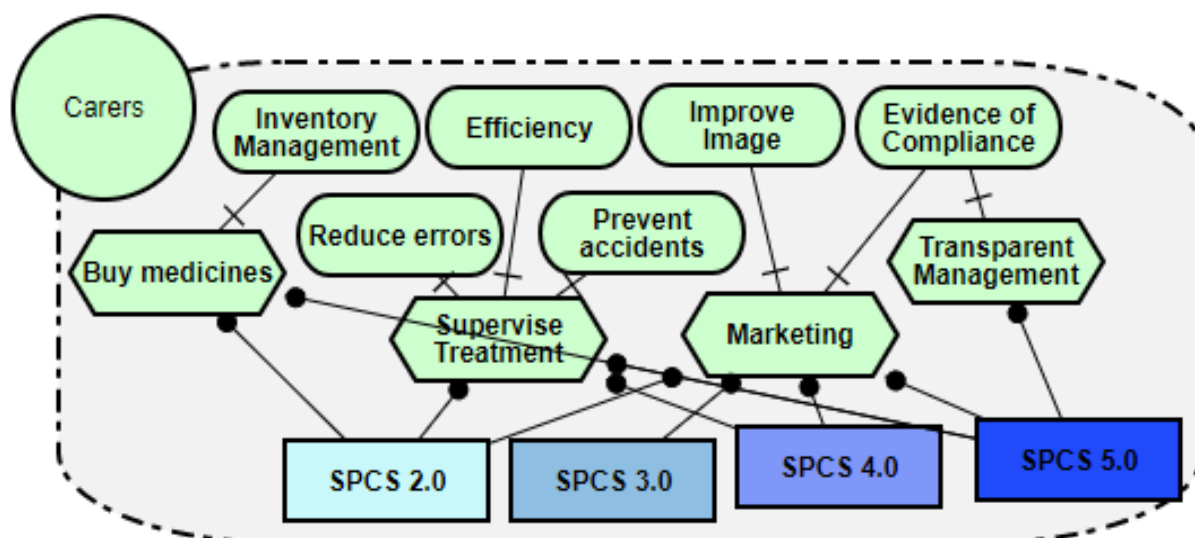 Carers
Inventory
Management
Efficiency
Improve
Image
Evidence of
Compliance
Reduce errors
Prevent
accidents
Buy medicines
Transparent
Management
Supervise
Treatment
Marketing
SPCS 2.0
SPCS 3.0
SPCS 4.0
SPCS 5.0